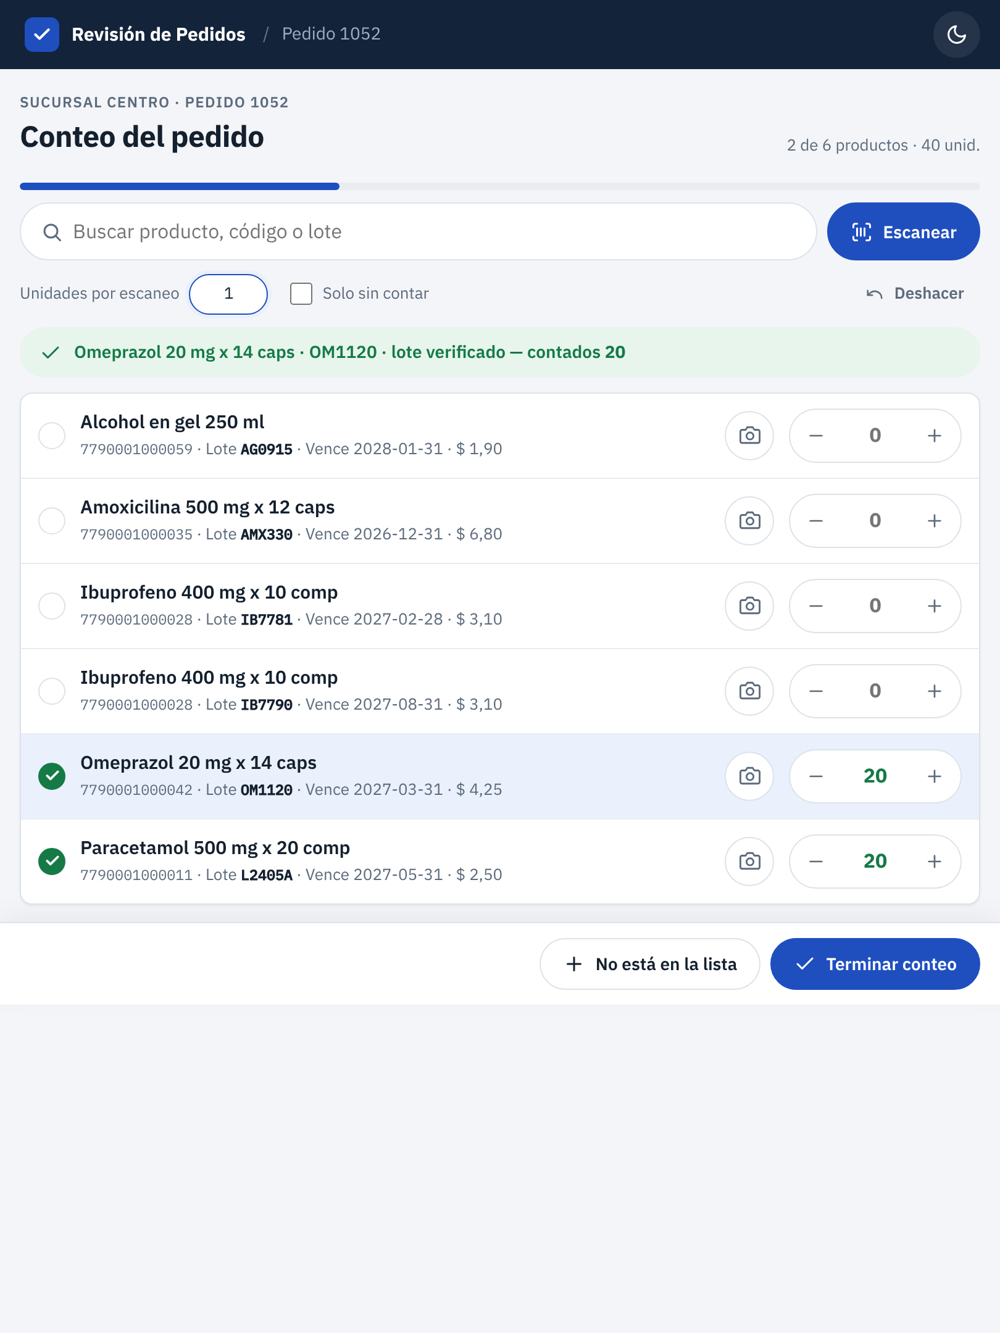 Revisión de Pedidos / Pedido 1052
SUCURSAL CENTRO · PEDIDO 1052
Conteo del pedido
2 de 6 productos · 40 unid.
Buscar producto, código o lote
Escanear
Unidades por escaneo 1 Solo sin contar Deshacer
Omeprazol 20 mg x 14 caps · OM1120 · lote verificado — contados 20
Alcohol en gel 250 ml
7790001000059 · Lote AG0915 · Vence 2028-01-31 · $ 1,90
− 0 +
Amoxicilina 500 mg x 12 caps
7790001000035 · Lote AMX330 · Vence 2026-12-31 · $ 6,80
− 0 +
Ibuprofeno 400 mg x 10 comp
7790001000028 · Lote IB7781 · Vence 2027-02-28 · $ 3,10
− 0 +
Ibuprofeno 400 mg x 10 comp
7790001000028 · Lote IB7790 · Vence 2027-08-31 · $ 3,10
− 0 +
Omeprazol 20 mg x 14 caps
7790001000042 · Lote OM1120 · Vence 2027-03-31 · $ 4,25
− 20 +
Paracetamol 500 mg x 20 comp
7790001000011 · Lote L2405A · Vence 2027-05-31 · $ 2,50
− 20 +
+ No está en la lista
Terminar conteo